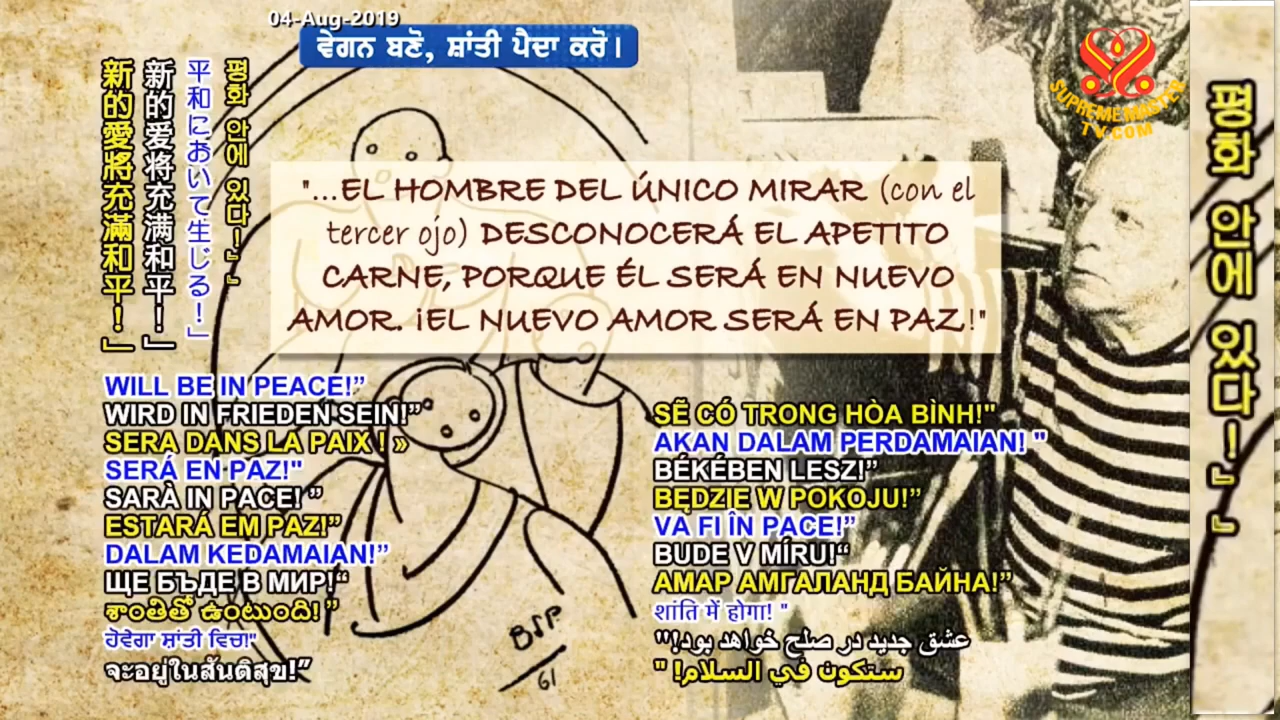 04-Aug-2019
ਵੇਗਨ ਬਣੋ, ਸ਼ਾਂਤੀ ਪੈਦਾ ਕਰੋ।
SUPREME MASTER
TV.COM
평화 안에 있다!』』
平和において生じる！」
新的爱将充满和平！」
新的愛將充滿和平！」
"...EL HOMBRE DEL ÚNICO MIRAR (con el
tercer ojo) DESCONOCERÁ EL APETITO
CARNE, PORQUE ÉL SERÁ EN NUEVO
AMOR. ¡EL NUEVO AMOR SERÁ EN PAZ!"
WILL BE IN PEACE!”
WIRD IN FRIEDEN SEIN!”
SERA DANS LA PAIX ! »
SERÁ EN PAZ!"
SARÀ IN PACE! ”
ESTARÁ EM PAZ!”
DALAM KEDAMAIAN!”
ЩЕ БЪДЕ В МИР!“
శాంతితో ఉంటుంది! ”
ਹੋਵੇਗਾ ਸ਼ਾਂਤੀ ਵਿਚ!"
จะอยู่ในสันติสุข!”
SẼ CÓ TRONG HÒA BÌNH!"
AKAN DALAM PERDAMAIAN! "
BÉKÉBEN LESZ!”
BĘDZIE W POKOJU!”
VA FI ÎN PACE!”
BUDE V MÍRU!“
АМАР АМГАЛАНД БАЙНА!”
शांति में होगा! "
عشق جدید در صلح خواهد بود!"
ستكون في السلام! "
BSP
61
평화 안에 있다!』』